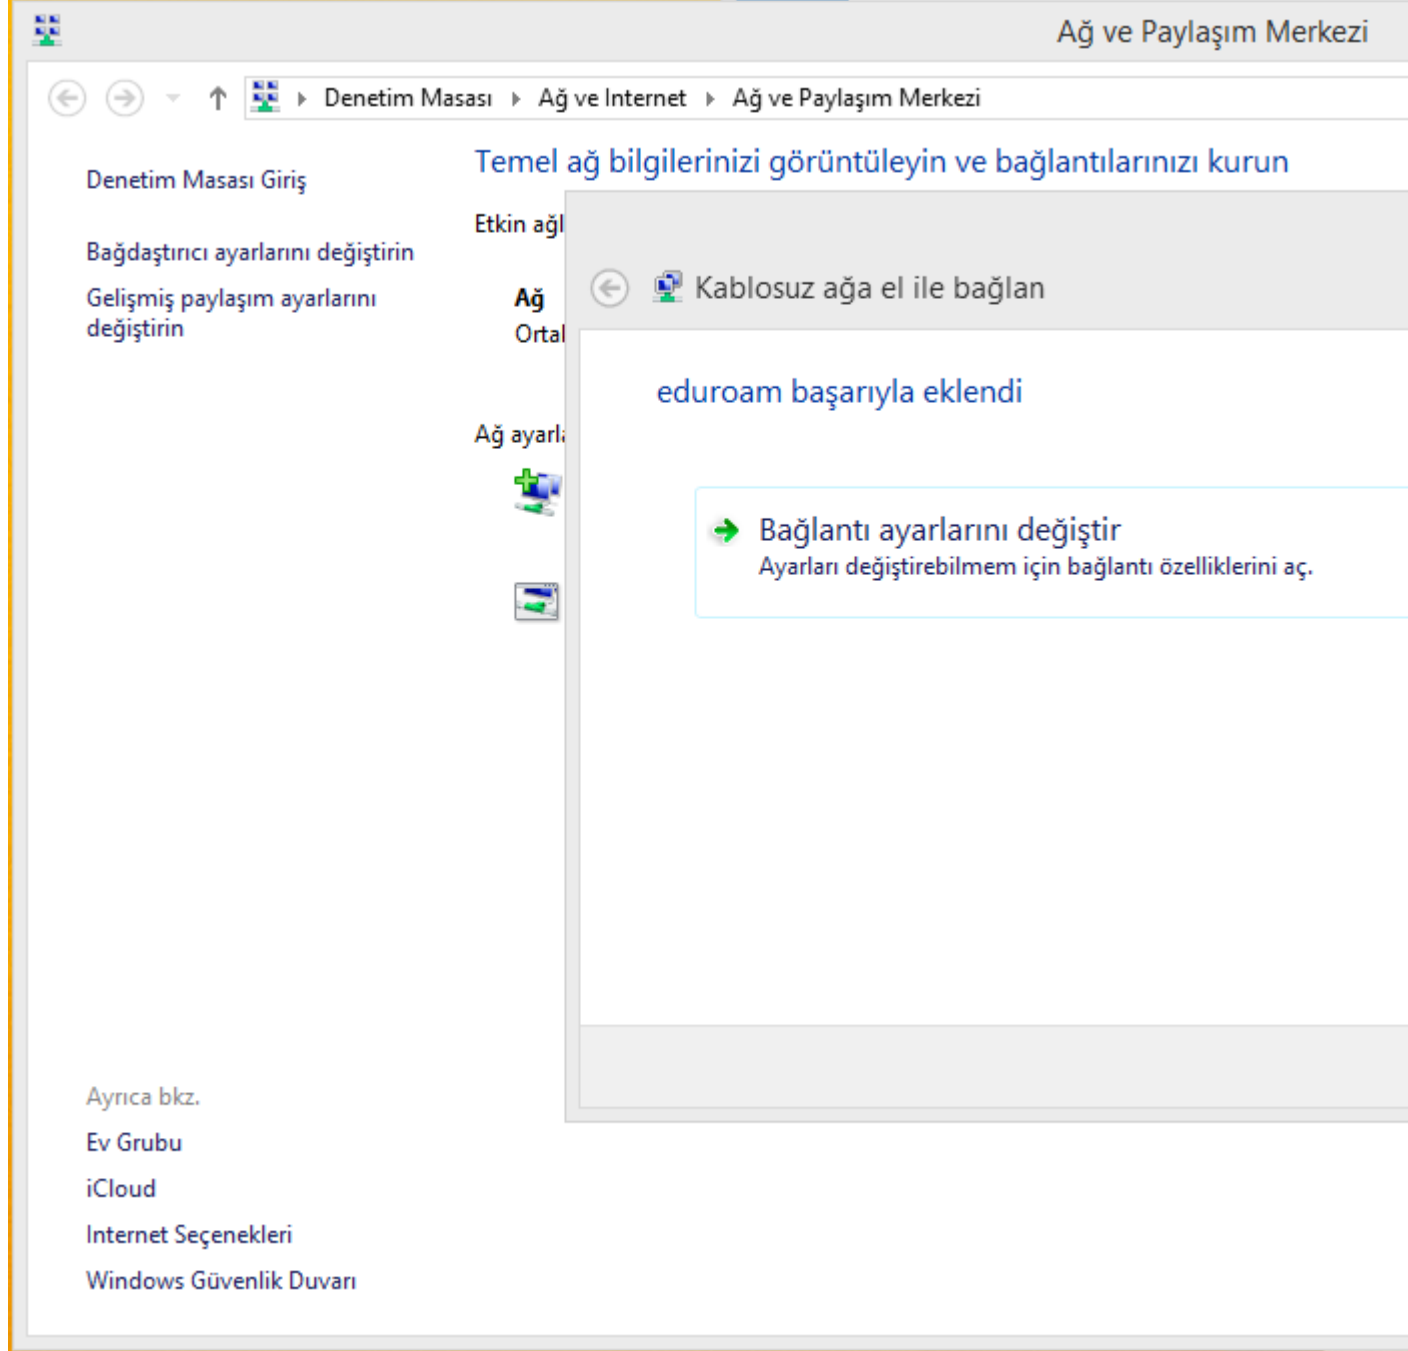 Ağ ve Paylaşım Merkezi
Denetim Masası Ağ ve Internet Ağ ve Paylaşım Merkezi
Denetim Masası Giriş
Bağdaştırıcı ayarlarını değiştirin
Gelişmiş paylaşım ayarlarını
değiştirin
Temel ağ bilgilerinizi görüntüleyin ve bağlantılarınızı kurun
Etkin ağl
Ağ
Ortal
Ağ ayarla
Kablosuz ağa el ile bağlan
eduroam başarıyla eklendi
Bağlantı ayarlarını değiştir
Ayarları değiştirebilmem için bağlantı özelliklerini aç.
Ayrıca bkz.
Ev Grubu
iCloud
Internet Seçenekleri
Windows Güvenlik Duvarı